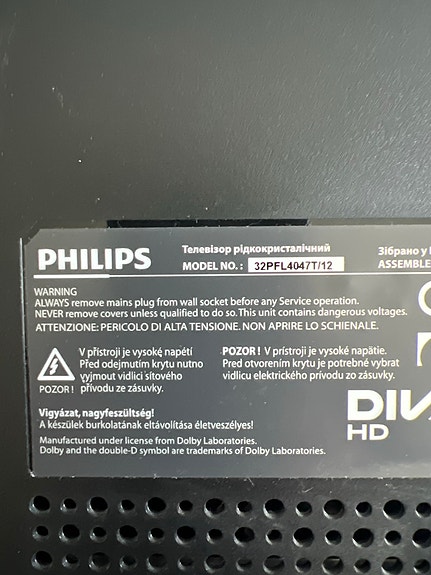 PHILIPS
Телевізор рідкокристалічний
MODEL NO. : 32PFL4047T/12
Зібрано у
ASSEMBLE
WARNING
ALWAYS remove mains plug from wall socket before any Service operation.
NEVER remove covers unless qualified to do so. This unit contains dangerous voltages.
ATTENZIONE: PERICOLO DI ALTA TENSIONE. NON APRIRE LO SCHIENALE.
POZOR !
V přístroji je vysoké napětí
Před odejmutím krytu nutno
vyjmout vidlici síťového
přívodu ze zásuvky.
POZOR ! V prístroji je vysoké napätie.
Pred otvorením krytu je potrebné vybrat
vidlicu elektrického prívodu zo zásuvky.
Vigyázat, nagyfeszültség!
A készülek burkolatának eltávolítása életveszélyes!
Manufactured under license from Dolby Laboratories.
Dolby and the double-D symbol are trademarks of Dolby Laboratories.
DIV
HD